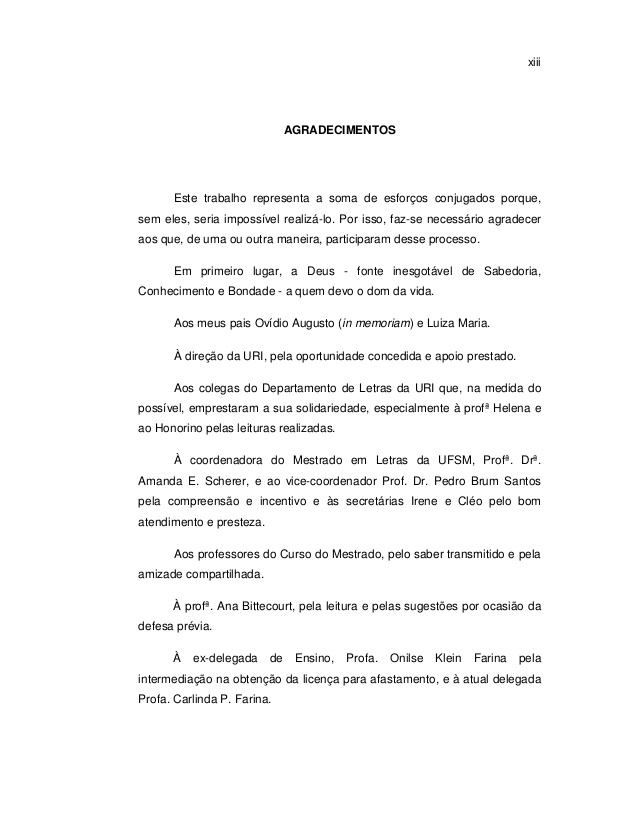 xiii
AGRADECIMENTOS
Este trabalho representa a soma de esforços conjugados porque,
sem eles, seria impossível realizá-lo. Por isso, faz-se necessário agradecer
aos que, de uma ou outra maneira, participaram desse processo.
Em primeiro lugar, a Deus - fonte inesgotável de Sabedoria,
Conhecimento e Bondade - a quem devo o dom da vida.
Aos meus pais Ovídio Augusto (in memoriam) e Luiza Maria.
À direção da URI, pela oportunidade concedida e apoio prestado.
Aos colegas do Departamento de Letras da URI que, na medida do
possível, emprestaram a sua solidariedade, especialmente à profª Helena e
ao Honorino pelas leituras realizadas.
À coordenadora do Mestrado em Letras da UFSM, Profª. Drª.
Amanda E. Scherer, e ao vice-coordenador Prof. Dr. Pedro Brum Santos
pela compreensão e incentivo e às secretárias Irene e Cléo pelo bom
atendimento e presteza.
Aos professores do Curso do Mestrado, pelo saber transmitido e pela
amizade compartilhada.
À profª. Ana Bittecourt, pela leitura e pelas sugestões por ocasião da
defesa prévia.
À ex-delegada de Ensino, Profa. Onilse Klein Farina pela
intermediação na obtenção da licença para afastamento, e à atual delegada
Profa. Carlinda P. Farina.